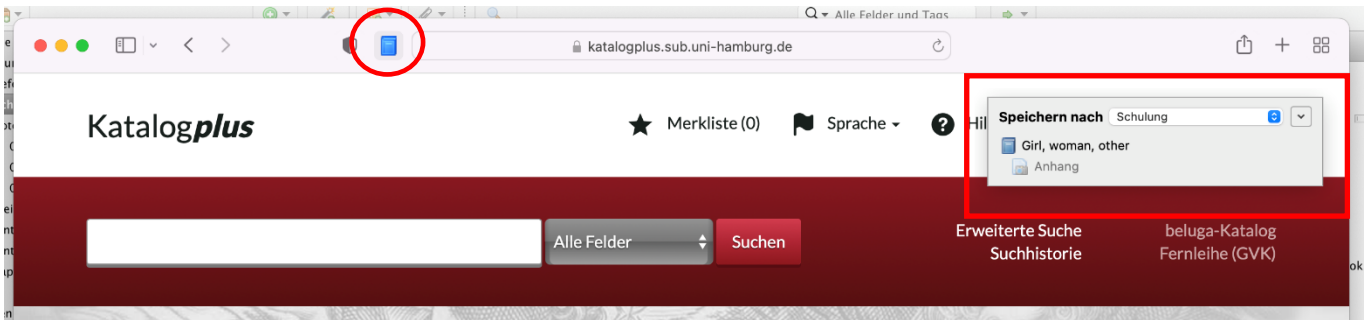 Alle Felder und Tags
katalogplus.sub.uni-hamburg.de
Katalogplus
Merkliste (0)
Sprache
Hil
Speichern nach Schulung
Girl, woman, other
Anhang
Alle Felder
Suchen
Erweiterte Suche
Suchhistorie
beluga-Katalog
Fernleihe (GVK)